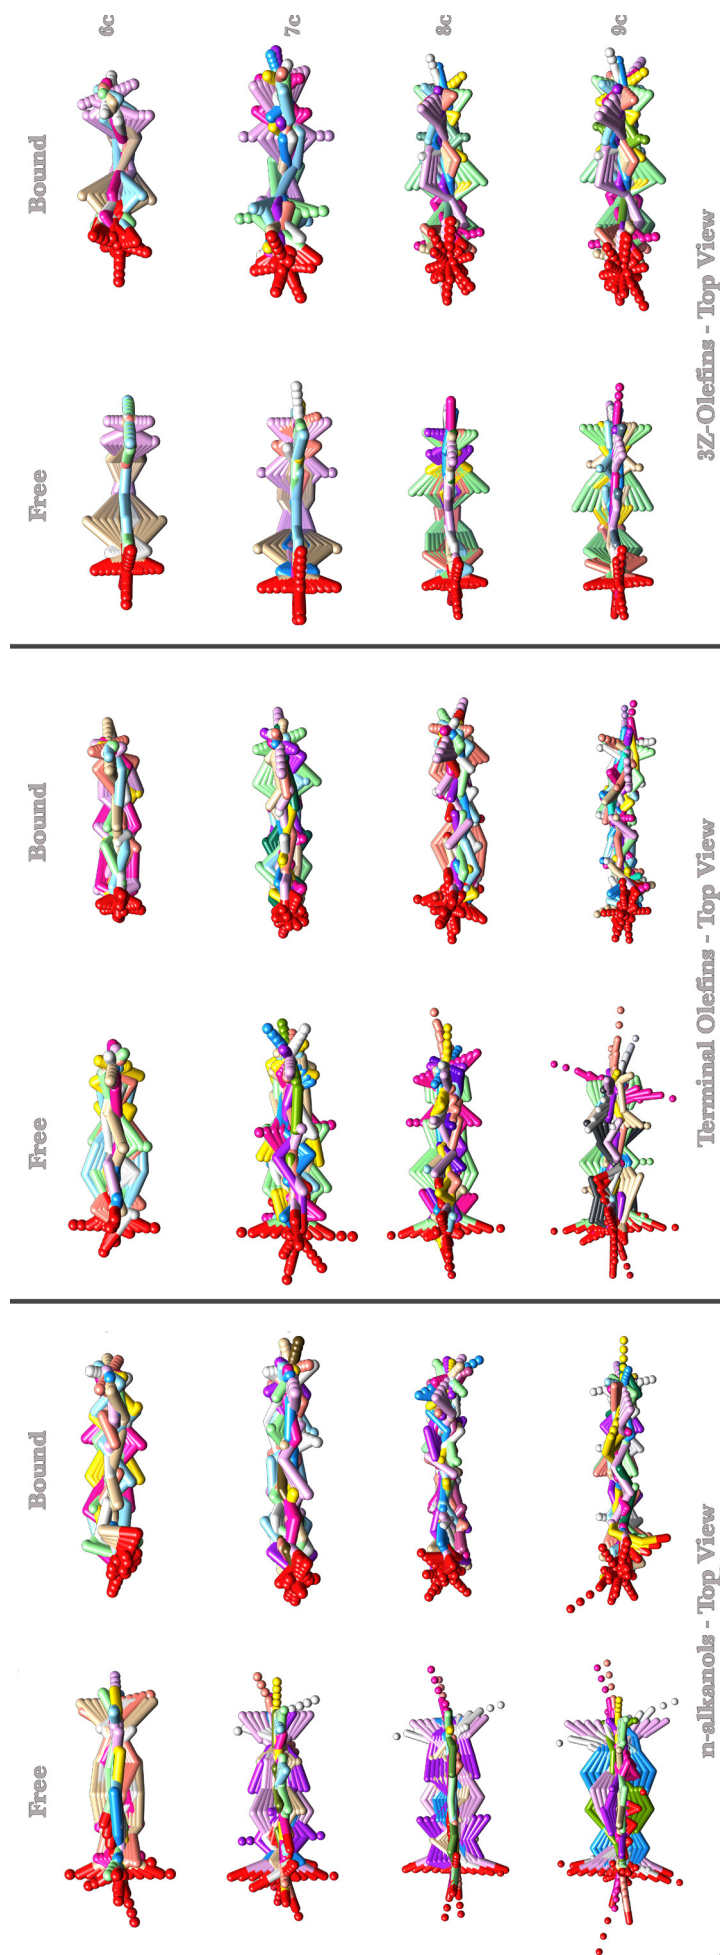 6c
7c
8c
9c
Bound
Free
3Z-Olefins - Top View
Bound
Free
Terminal Olefins - Top View
Bound
Free
n-alkanols - Top View